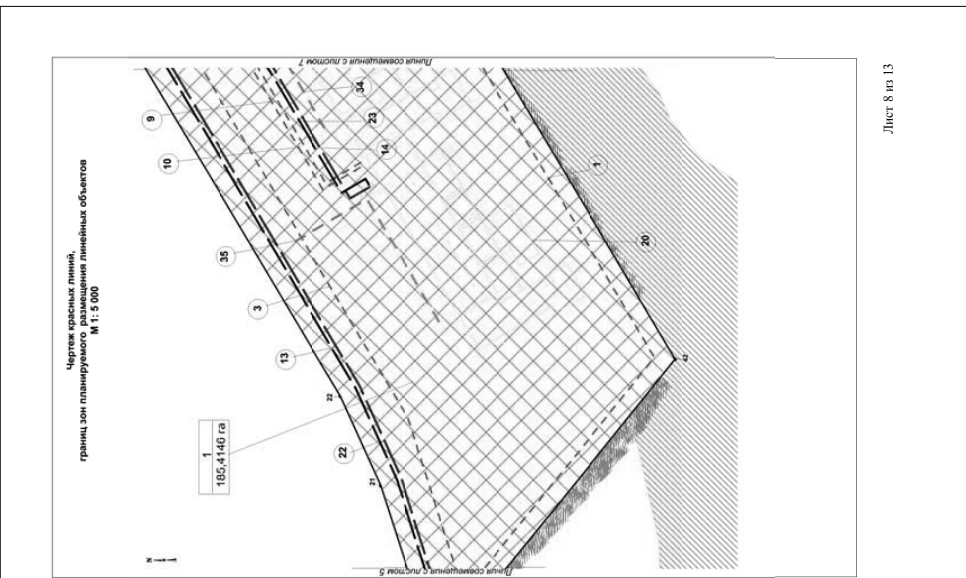 Чертеж красных линий,
границ зон планируемого размещения линейных объектов
М 1: 5 000
Линия совмещения с листом 7
9
10
34
23
14
35
1
20
3
13
22
1
185,4146 га
22
21
42
N
Линия совмещения с листом 5
Лист 8 из 13